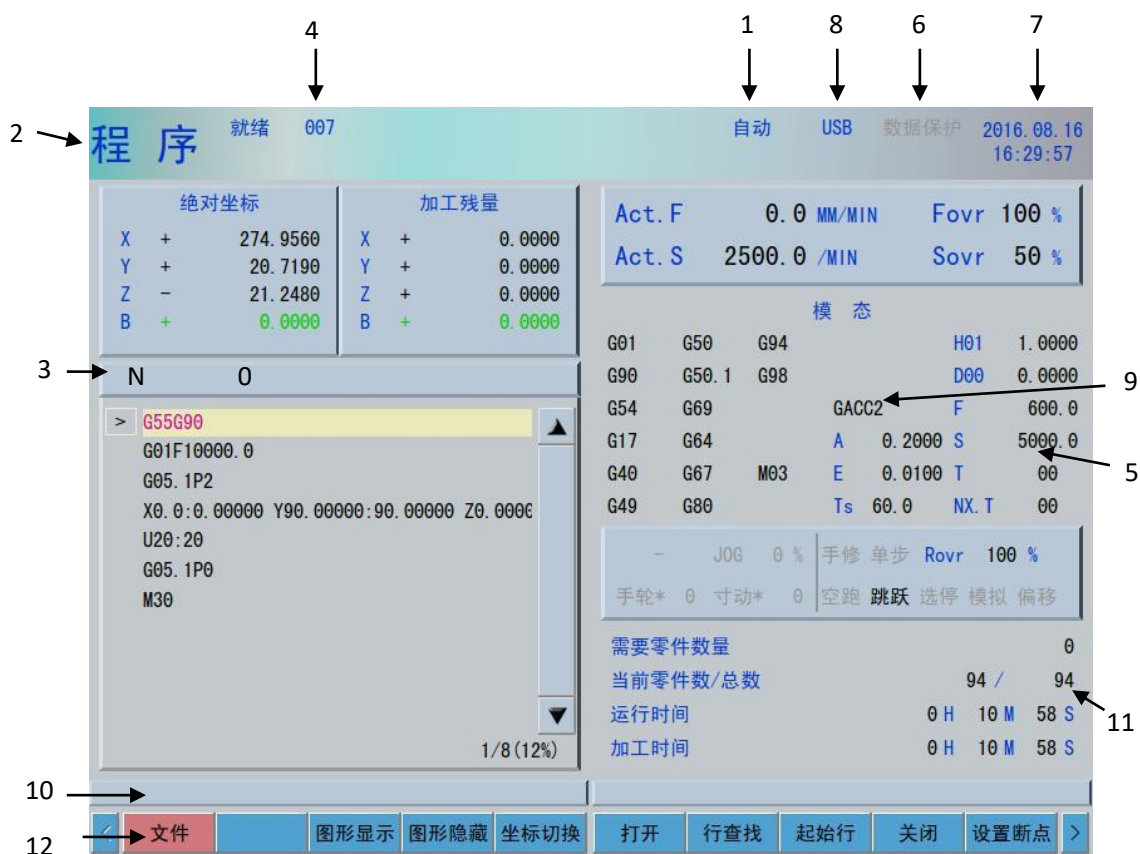 4 1 8 6 7
2 程 序 就绪 007 自动 USB 数据保护 2016.08.16
16:29:57
绝对坐标 加工残量
X + 274.9560 X + 0.0000
Y + 20.7190 Y + 0.0000
Z - 21.2480 Z + 0.0000
B + 0.0000 B + 0.0000
Act.F 0.0 MM/MIN Fovr 100 %
Act.S 2500.0 /MIN Sovr 50 %
模 态
G01 G50 G94 H01 1.0000
G90 G50.1 G98 D00 0.0000
G54 G69 GACC2 F 600.0
G17 G64 A 0.2000 S 5000.0
G40 G67 M03 E 0.0100 T 00
G49 G80 Ts 60.0 NX.T 00
9
5
3 N 0
> G55G90
G01F10000.0
G05.1P2
X0.0:0.00000 Y90.00000:90.00000 Z0.0000
U20:20
G05.1P0
M30
1/8(12%)
- JOG 0 % 手修 单步 Rovr 100 %
手轮* 0 寸动* 0 空跑 跳跃 选停 模拟 偏移
需要零件数量 0
当前零件数/总数 94 / 94
运行时间 0 H 10 M 58 S
加工时间 0 H 10 M 58 S
11
10
12 < 文件 图形显示 图形隐藏 坐标切换 打开 行查找 起始行 关闭 设置断点 >